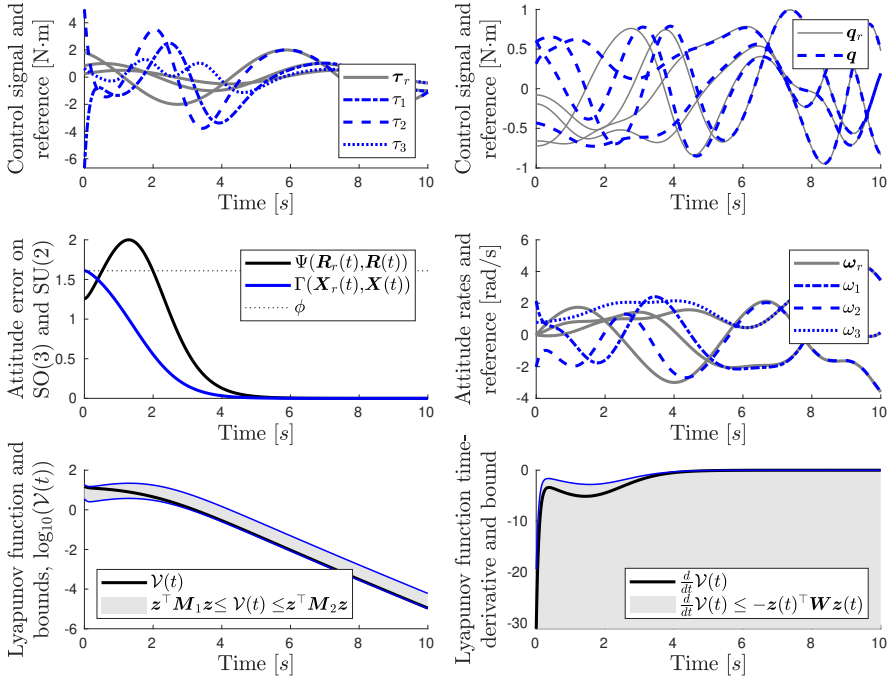 Control signal and
reference [N·m]
4
2
0
-2
-4
-6
τ_r
τ_1
τ_2
τ_3
0 2 4 6 8 10
Time [s]
Control signal and
reference [N·m]
1
0.5
0
-0.5
-1
q_r
q
0 2 4 6 8 10
Time [s]
Attitude error on
SO(3) and SU(2)
2
1.5
1
0.5
0
Ψ(R_r(t),R(t))
Γ(X_r(t),X(t))
ϕ
0 2 4 6 8 10
Time [s]
Attitude rates and
reference [rad/s]
6
4
2
0
-2
-4
ω_r
ω_1
ω_2
ω_3
0 2 4 6 8 10
Time [s]
Lyapunov function and
bounds, log_10(V(t))
2
0
-2
-4
-6
V(t)
z^⊤M_1z≤ V(t) ≤z^⊤M_2z
0 2 4 6 8 10
Time [s]
Lyapunov function time-
derivative and bound
0
-10
-20
-30
d/dt V(t)
d/dt V(t) ≤ -z(t)^⊤Wz(t)
0 2 4 6 8 10
Time [s]